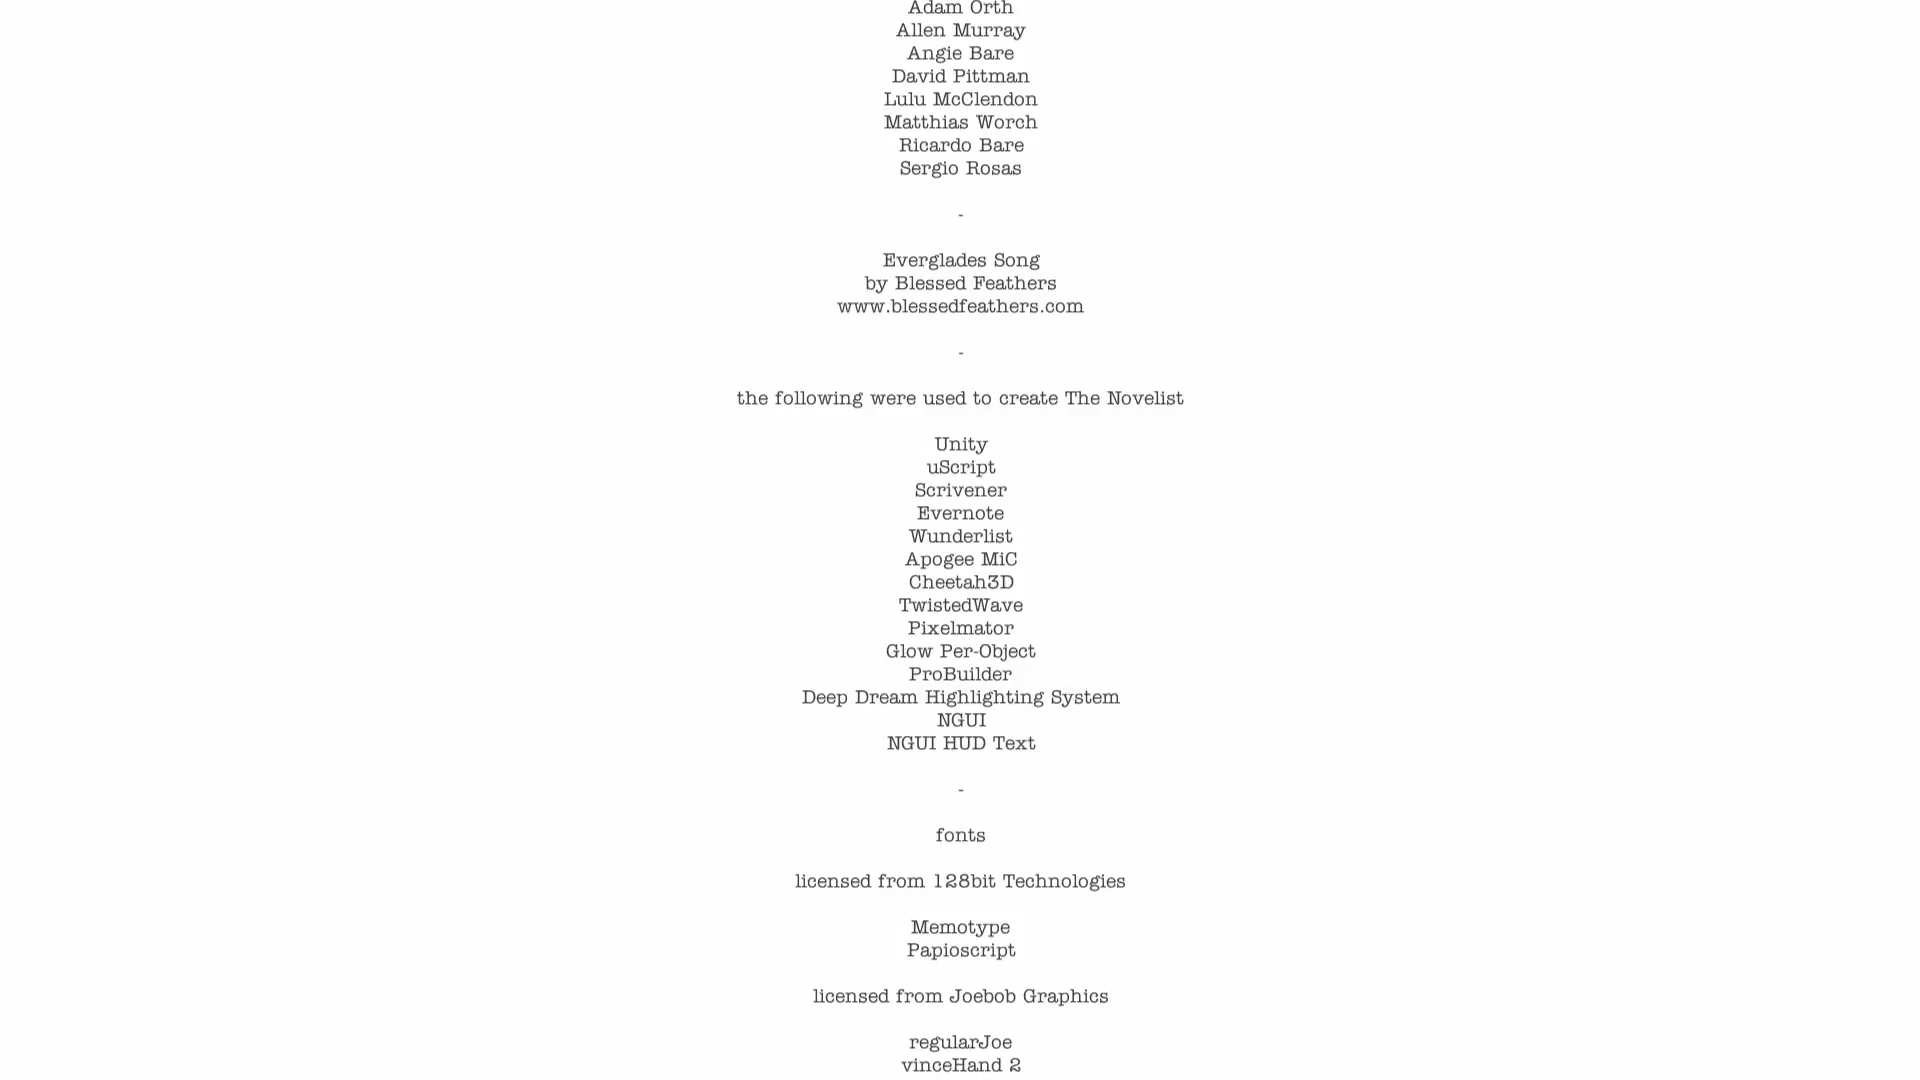 Adam Orth
Allen Murray
Angie Bare
David Pittman
Lulu McClendon
Matthias Worch
Ricardo Bare
Sergio Rosas
-
Everglades Song
by Blessed Feathers
www.blessedfeathers.com
-
the following were used to create The Novelist
Unity
uScript
Scrivener
Evernote
Wunderlist
Apogee MiC
Cheetah3D
TwistedWave
Pixelmator
Glow Per-Object
ProBuilder
Deep Dream Highlighting System
NGUI
NGUI HUD Text
-
fonts
licensed from 128bit Technologies
Memotype
Papioscript
licensed from Joebob Graphics
regularJoe
vinceHand 2